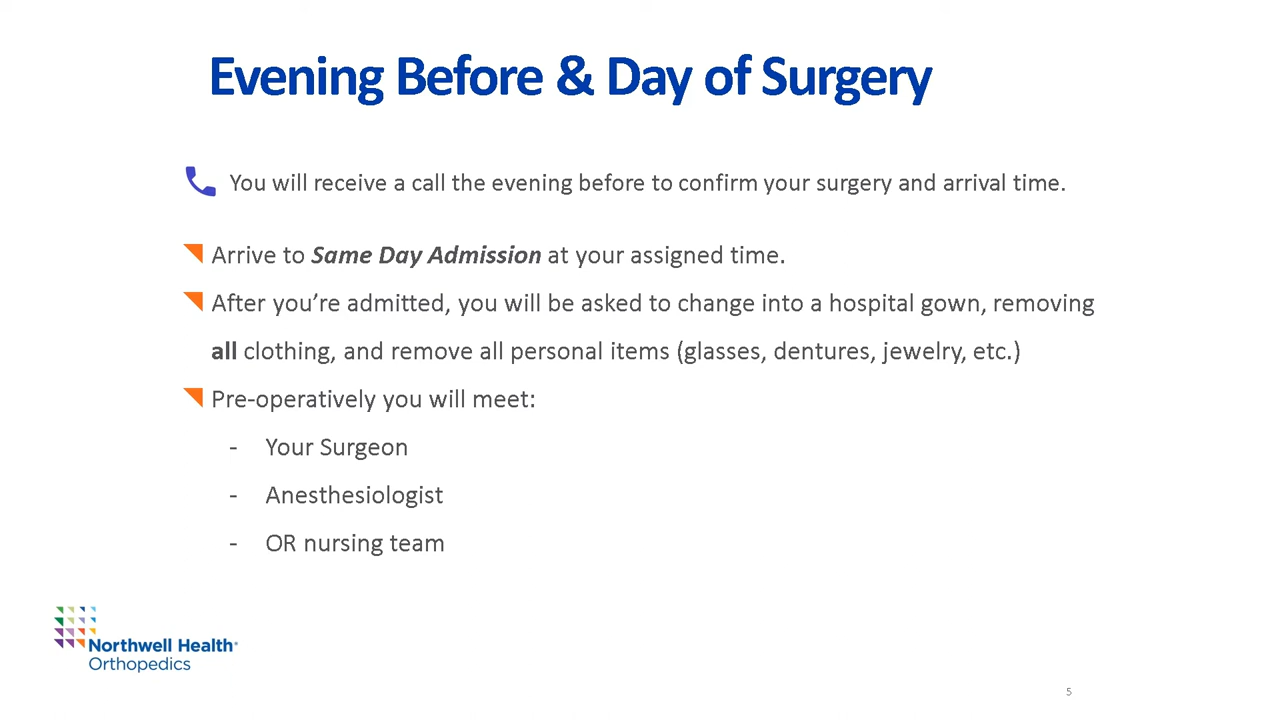 Evening Before & Day of Surgery
You will receive a call the evening before to confirm your surgery and arrival time.
Arrive to Same Day Admission at your assigned time.
After you’re admitted, you will be asked to change into a hospital gown, removing
all clothing, and remove all personal items (glasses, dentures, jewelry, etc.)
Pre-operatively you will meet:
- Your Surgeon
- Anesthesiologist
- OR nursing team
Northwell Health®
Orthopedics
5